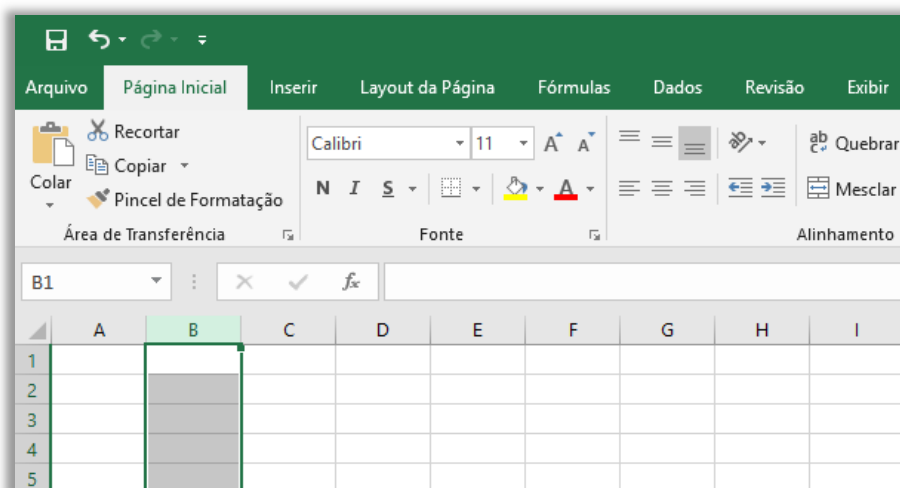 Arquivo Página Inicial Inserir Layout da Página Fórmulas Dados Revisão Exibir
Colar
Recortar
Copiar
Pincel de Formatação
Área de Transferência
Calibri 11 A A
N I S A
Fonte
ab c Quebrar
Mesclar
Alinhamento
B1 fx
A B C D E F G H I
1
2
3
4
5